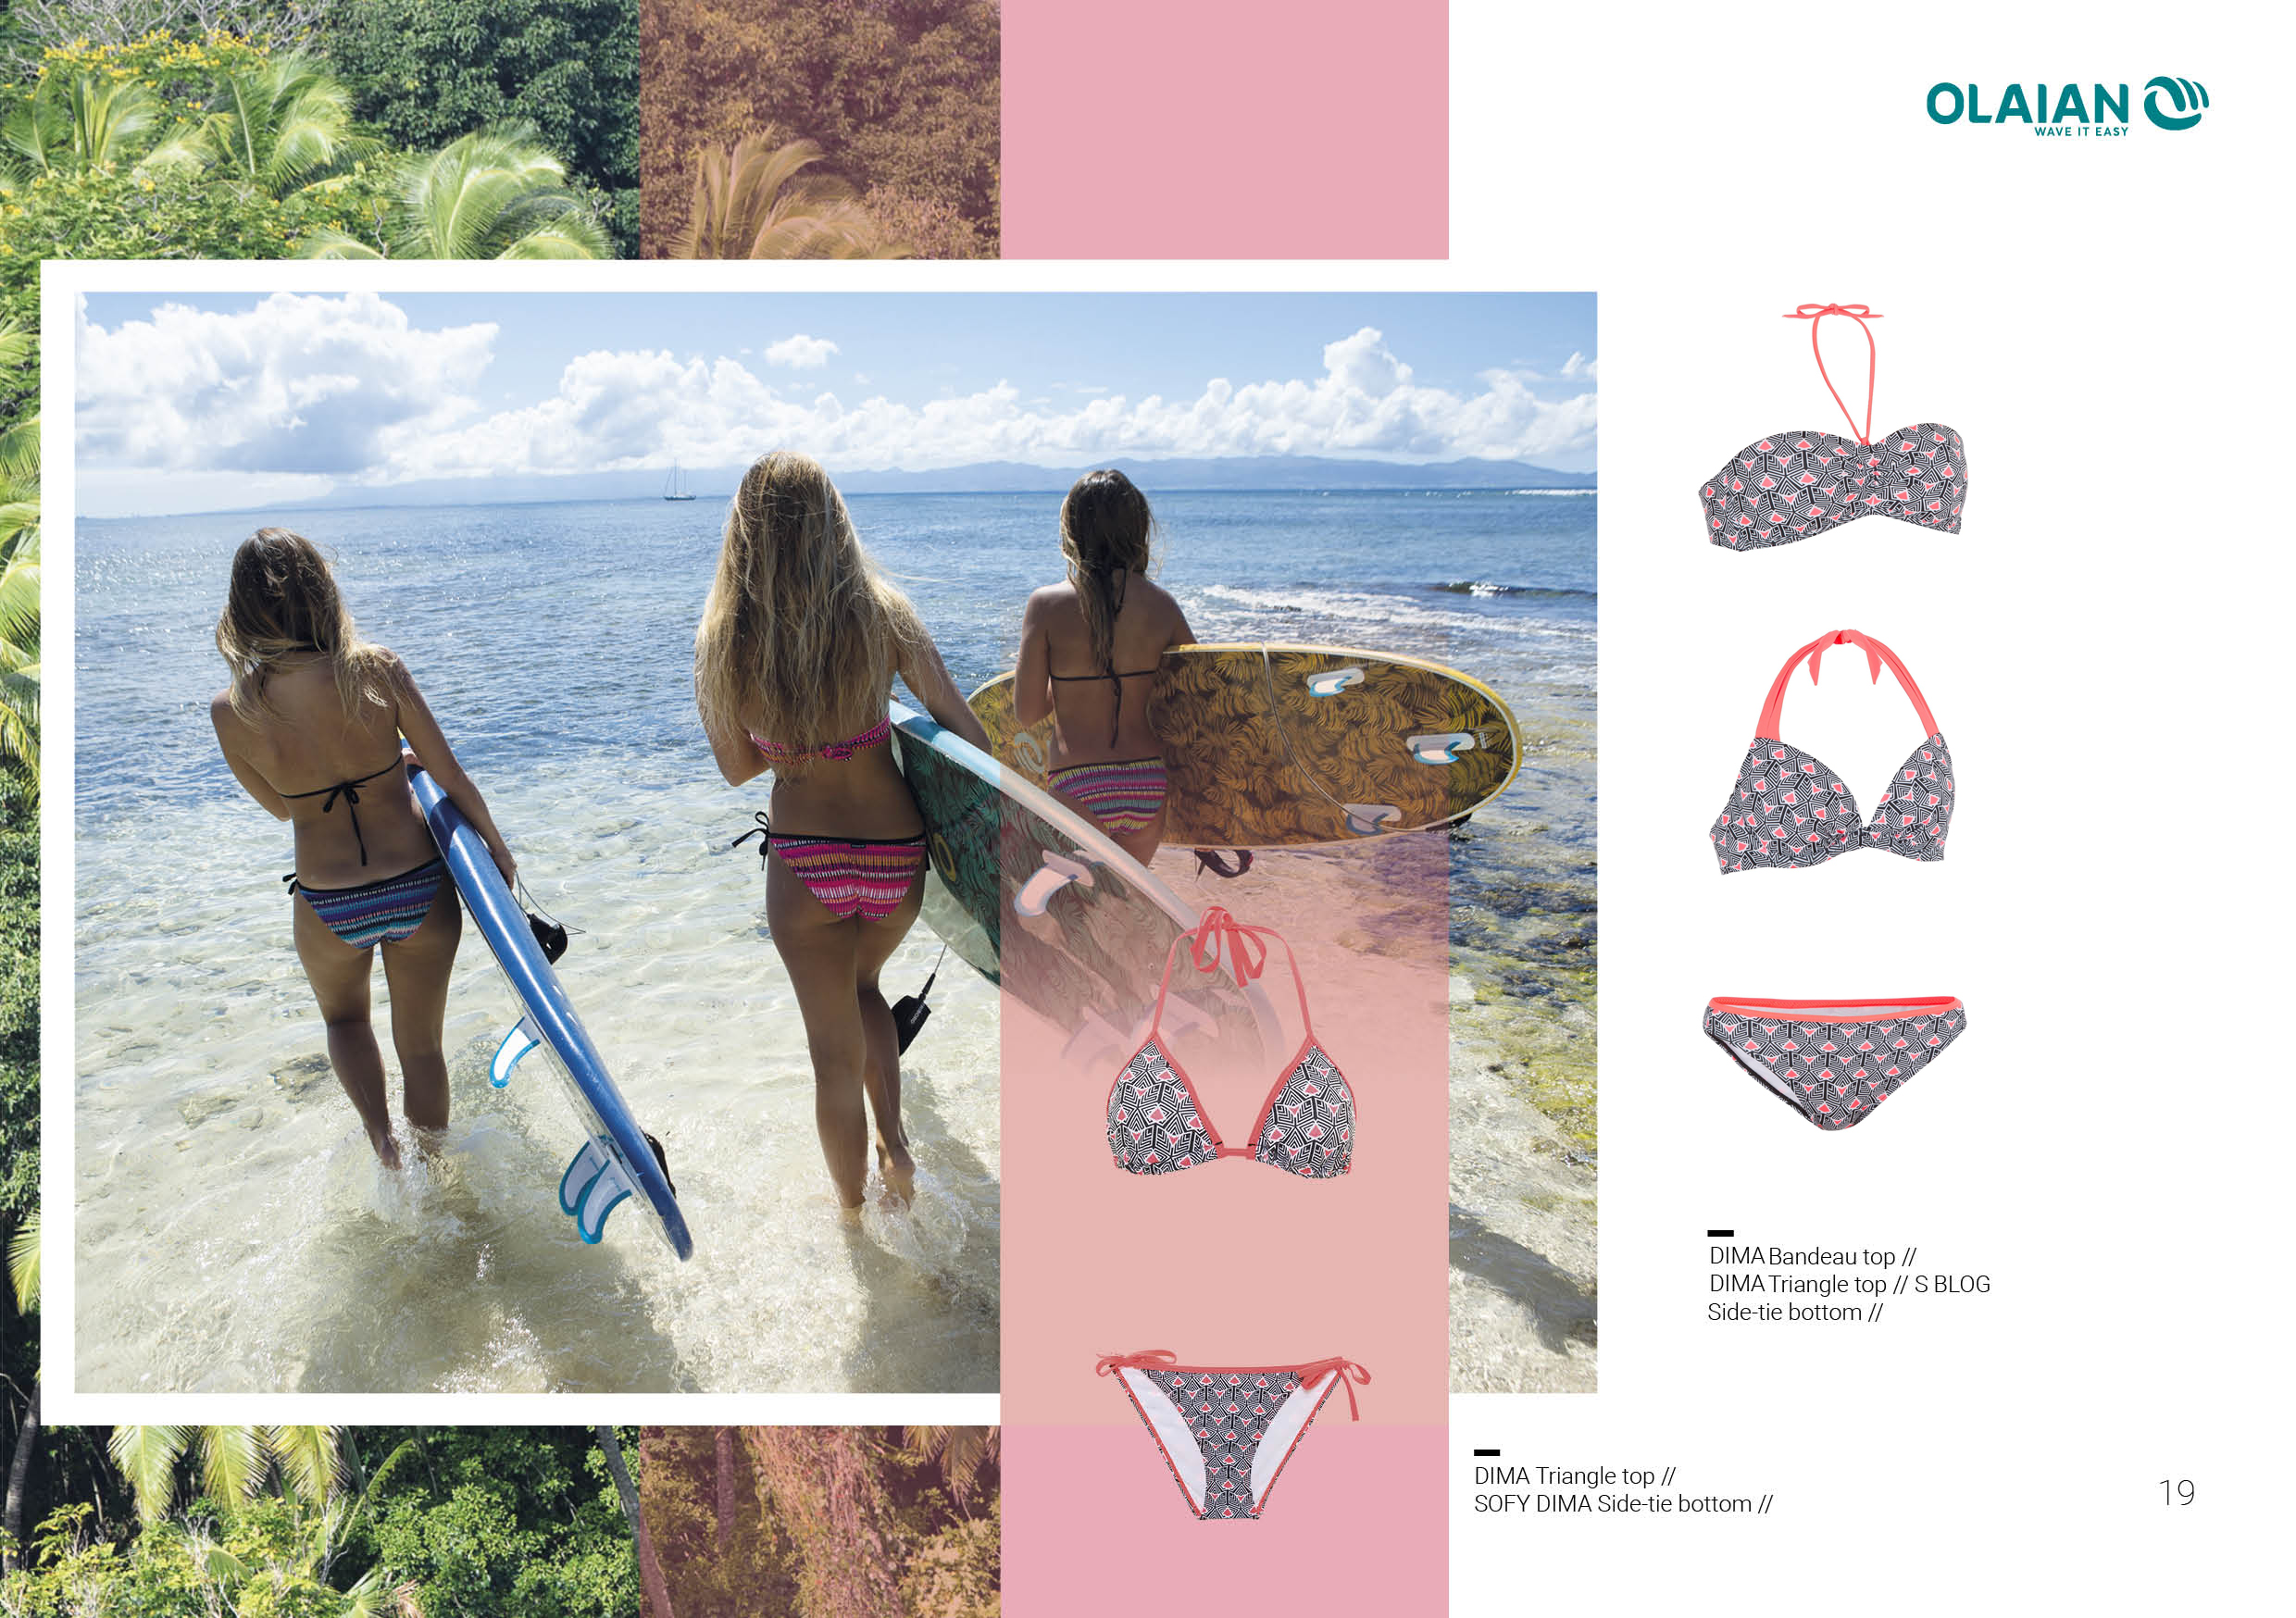 OLAIAN
WAVE IT EASY
DIMA Bandeau top //
DIMA Triangle top // S BLOG
Side-tie bottom //
DIMA Triangle top //
SOFY DIMA Side-tie bottom //
19